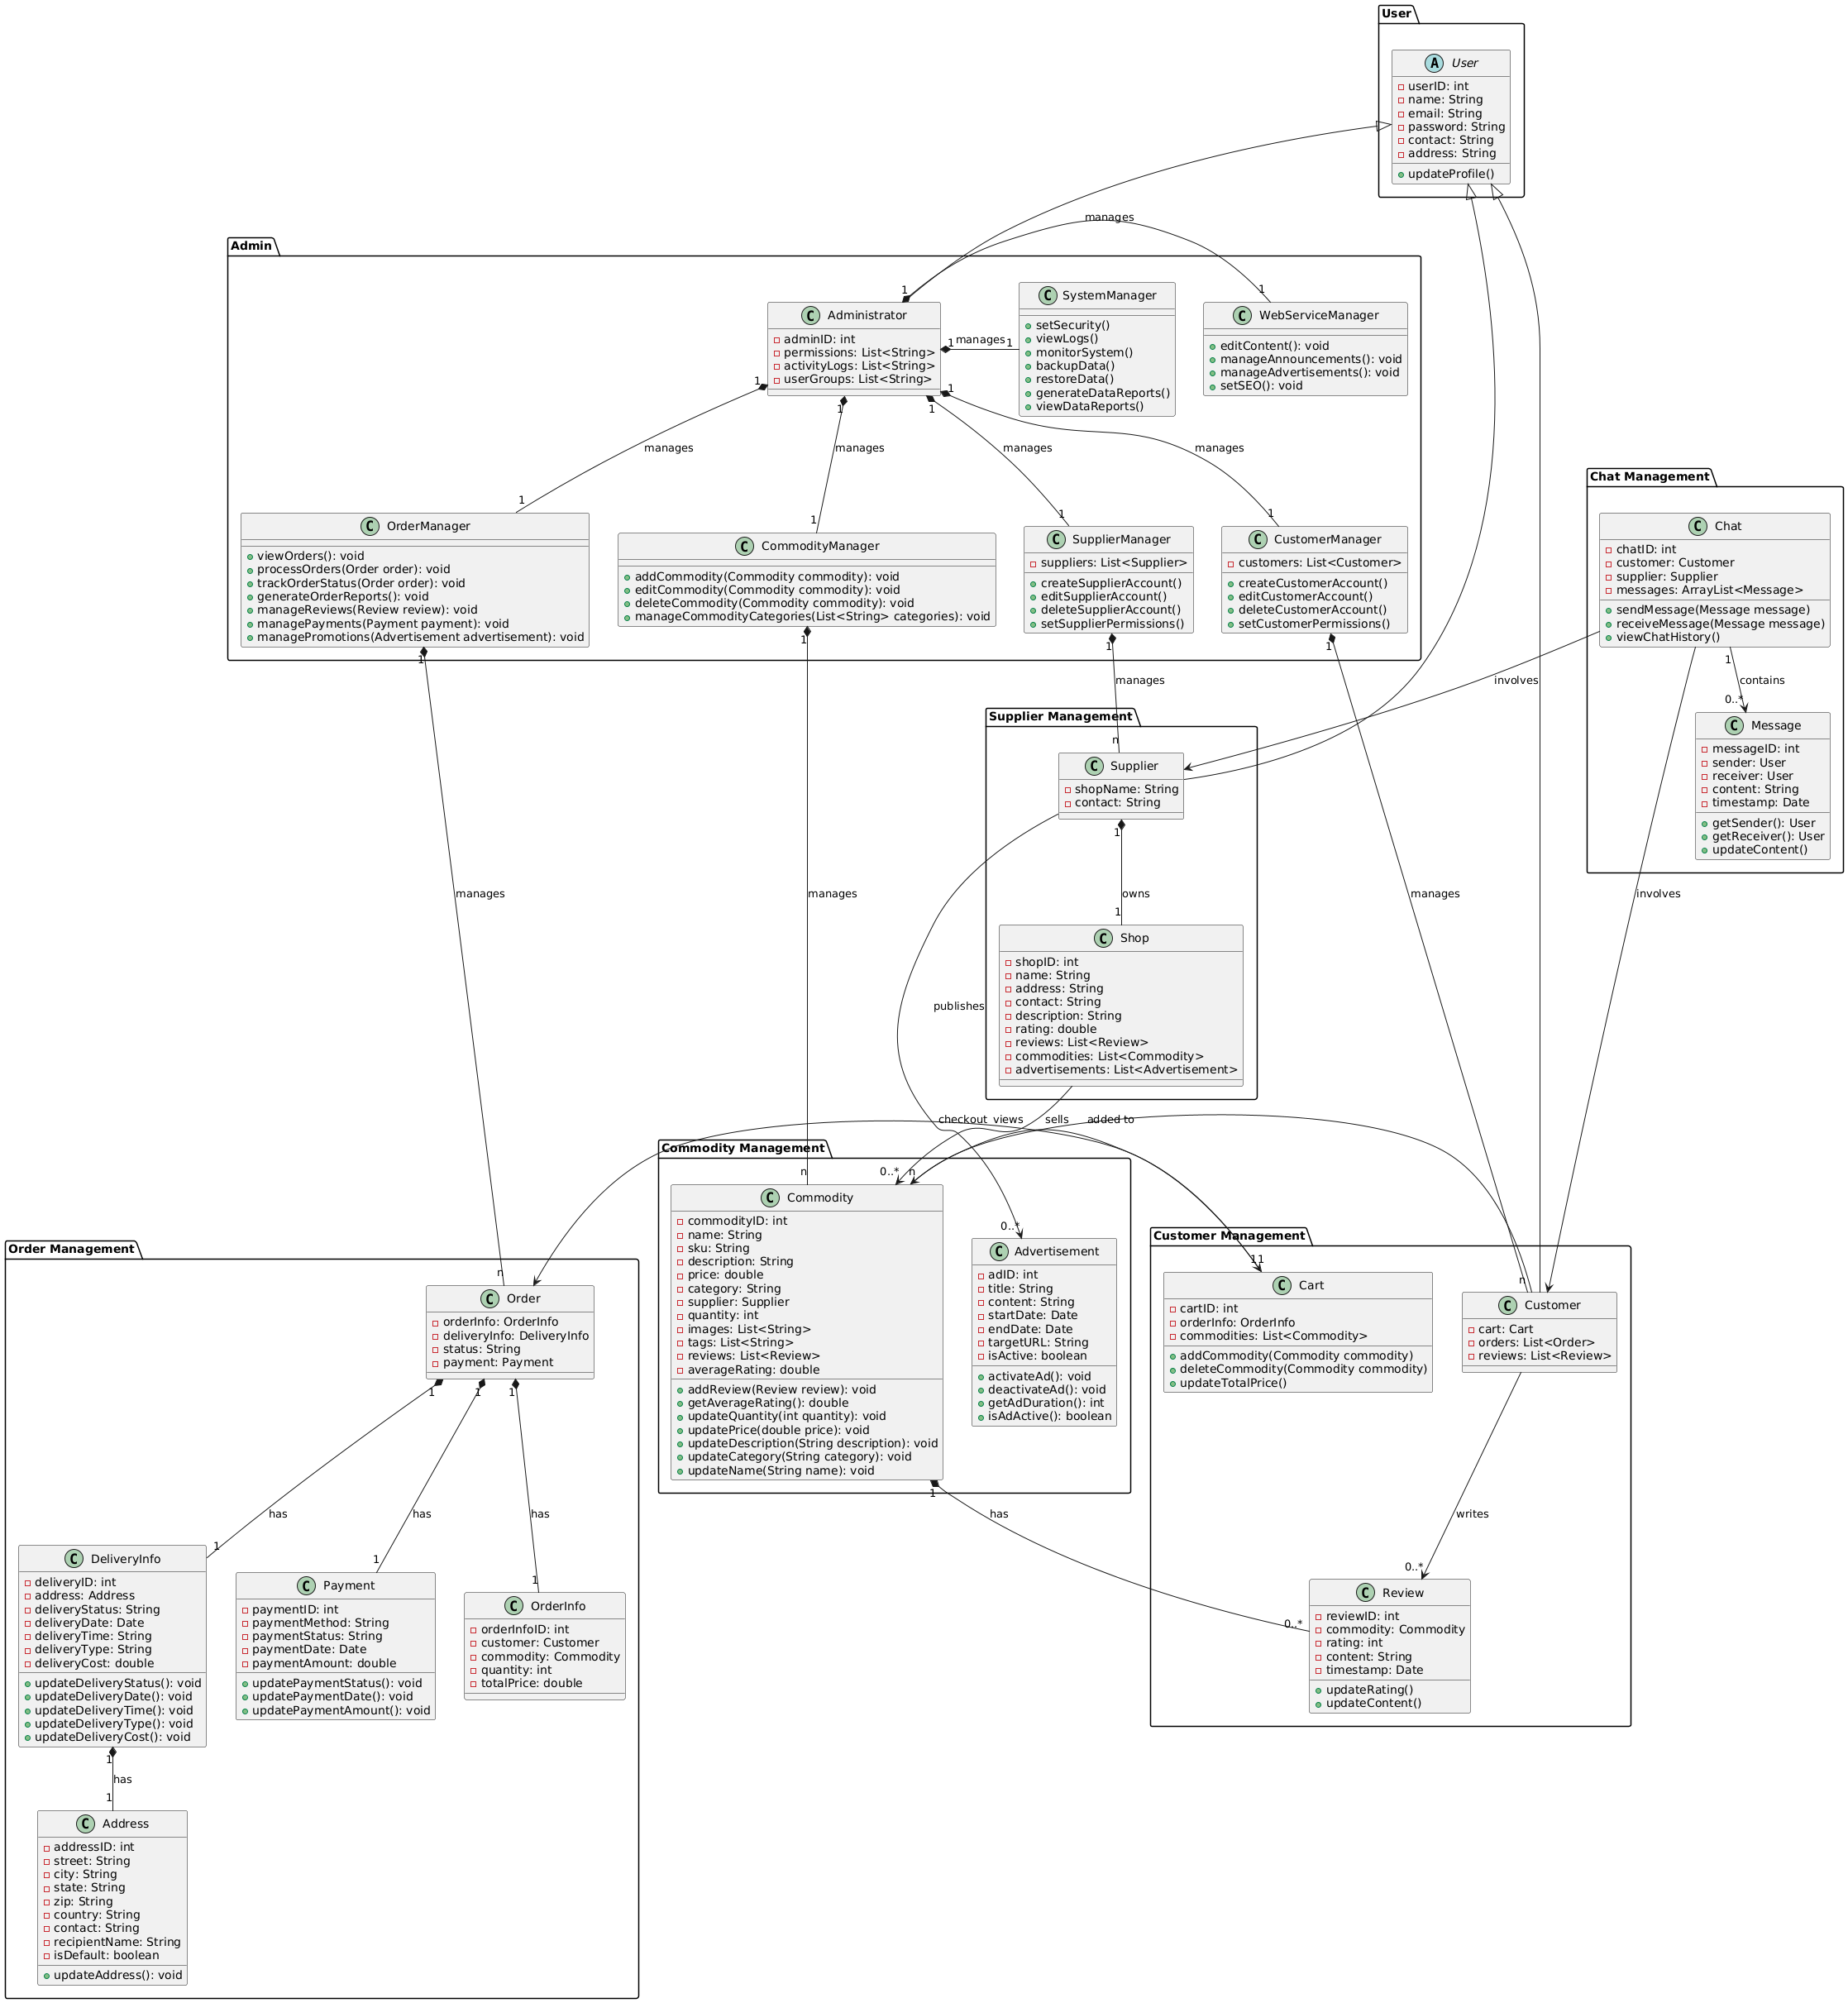 User
A User
userID: int
name: String
email: String
password: String
contact: String
address: String
updateProfile()
manages
Admin
C Administrator
adminID: int
permissions: List<String>
activityLogs: List<String>
userGroups: List<String>
1
1
1
1
1
1
manages
1
C SystemManager
setSecurity()
viewLogs()
monitorSystem()
backupData()
restoreData()
generateDataReports()
viewDataReports()
1
C WebServiceManager
editContent(): void
manageAnnouncements(): void
manageAdvertisements(): void
setSEO(): void
manages
manages
manages
manages
1
1
1
1
C OrderManager
viewOrders(): void
processOrders(Order order): void
trackOrderStatus(Order order): void
generateOrderReports(): void
manageReviews(Review review): void
managePayments(Payment payment): void
managePromotions(Advertisement advertisement): void
1
C CommodityManager
addCommodity(Commodity commodity): void
editCommodity(Commodity commodity): void
deleteCommodity(Commodity commodity): void
manageCommodityCategories(List<String> categories): void
1
C SupplierManager
suppliers: List<Supplier>
createSupplierAccount()
editSupplierAccount()
deleteSupplierAccount()
setSupplierPermissions()
1
C CustomerManager
customers: List<Customer>
createCustomerAccount()
editCustomerAccount()
deleteCustomerAccount()
setCustomerPermissions()
1
Chat Management
C Chat
chatID: int
customer: Customer
supplier: Supplier
messages: ArrayList<Message>
sendMessage(Message message)
receiveMessage(Message message)
viewChatHistory()
1
contains
0..*
C Message
messageID: int
sender: User
receiver: User
content: String
timestamp: Date
getSender(): User
getReceiver(): User
updateContent()
manages
involves
Supplier Management
n
C Supplier
shopName: String
contact: String
1
manages
manages
owns
manages
involves
1
C Shop
shopID: int
name: String
address: String
contact: String
description: String
rating: double
reviews: List<Review>
commodities: List<Commodity>
advertisements: List<Advertisement>
publishes
checkout
views
sells
added to
Commodity Management
n
0..*
n
C Commodity
commodityID: int
name: String
sku: String
description: String
price: double
category: String
supplier: Supplier
quantity: int
images: List<String>
tags: List<String>
reviews: List<Review>
averageRating: double
addReview(Review review): void
getAverageRating(): double
updateQuantity(int quantity): void
updatePrice(double price): void
updateDescription(String description): void
updateCategory(String category): void
updateName(String name): void
1
0..*
C Advertisement
adID: int
title: String
content: String
startDate: Date
endDate: Date
targetURL: String
isActive: boolean
activateAd(): void
deactivateAd(): void
getAdDuration(): int
isAdActive(): boolean
Customer Management
1
1
C Cart
cartID: int
orderInfo: OrderInfo
commodities: List<Commodity>
addCommodity(Commodity commodity)
deleteCommodity(Commodity commodity)
updateTotalPrice()
n
C Customer
cart: Cart
orders: List<Order>
reviews: List<Review>
has
writes
0..*
0..*
C Review
reviewID: int
commodity: Commodity
rating: int
content: String
timestamp: Date
updateRating()
updateContent()
Order Management
n
C Order
orderInfo: OrderInfo
deliveryInfo: DeliveryInfo
status: String
payment: Payment
1
1
1
has
has
has
1
1
1
C DeliveryInfo
deliveryID: int
address: Address
deliveryStatus: String
deliveryDate: Date
deliveryTime: String
deliveryType: String
deliveryCost: double
updateDeliveryStatus(): void
updateDeliveryDate(): void
updateDeliveryTime(): void
updateDeliveryType(): void
updateDeliveryCost(): void
C Payment
paymentID: int
paymentMethod: String
paymentStatus: String
paymentDate: Date
paymentAmount: double
updatePaymentStatus(): void
updatePaymentDate(): void
updatePaymentAmount(): void
C OrderInfo
orderInfoID: int
customer: Customer
commodity: Commodity
quantity: int
totalPrice: double
1
has
1
C Address
addressID: int
street: String
city: String
state: String
zip: String
country: String
contact: String
recipientName: String
isDefault: boolean
updateAddress(): void